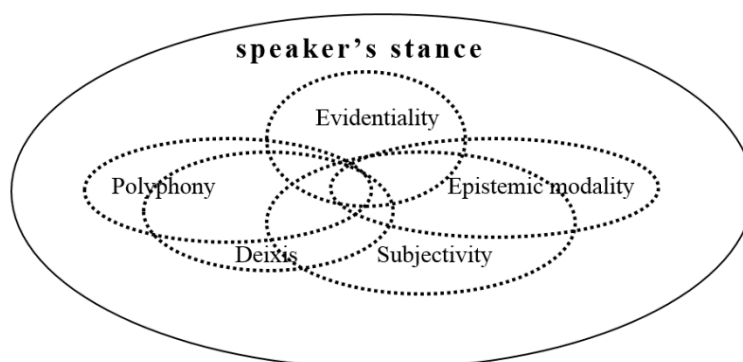 speaker's stance
Evidentiality
Polyphony
Epistemic modality
Deixis
Subjectivity